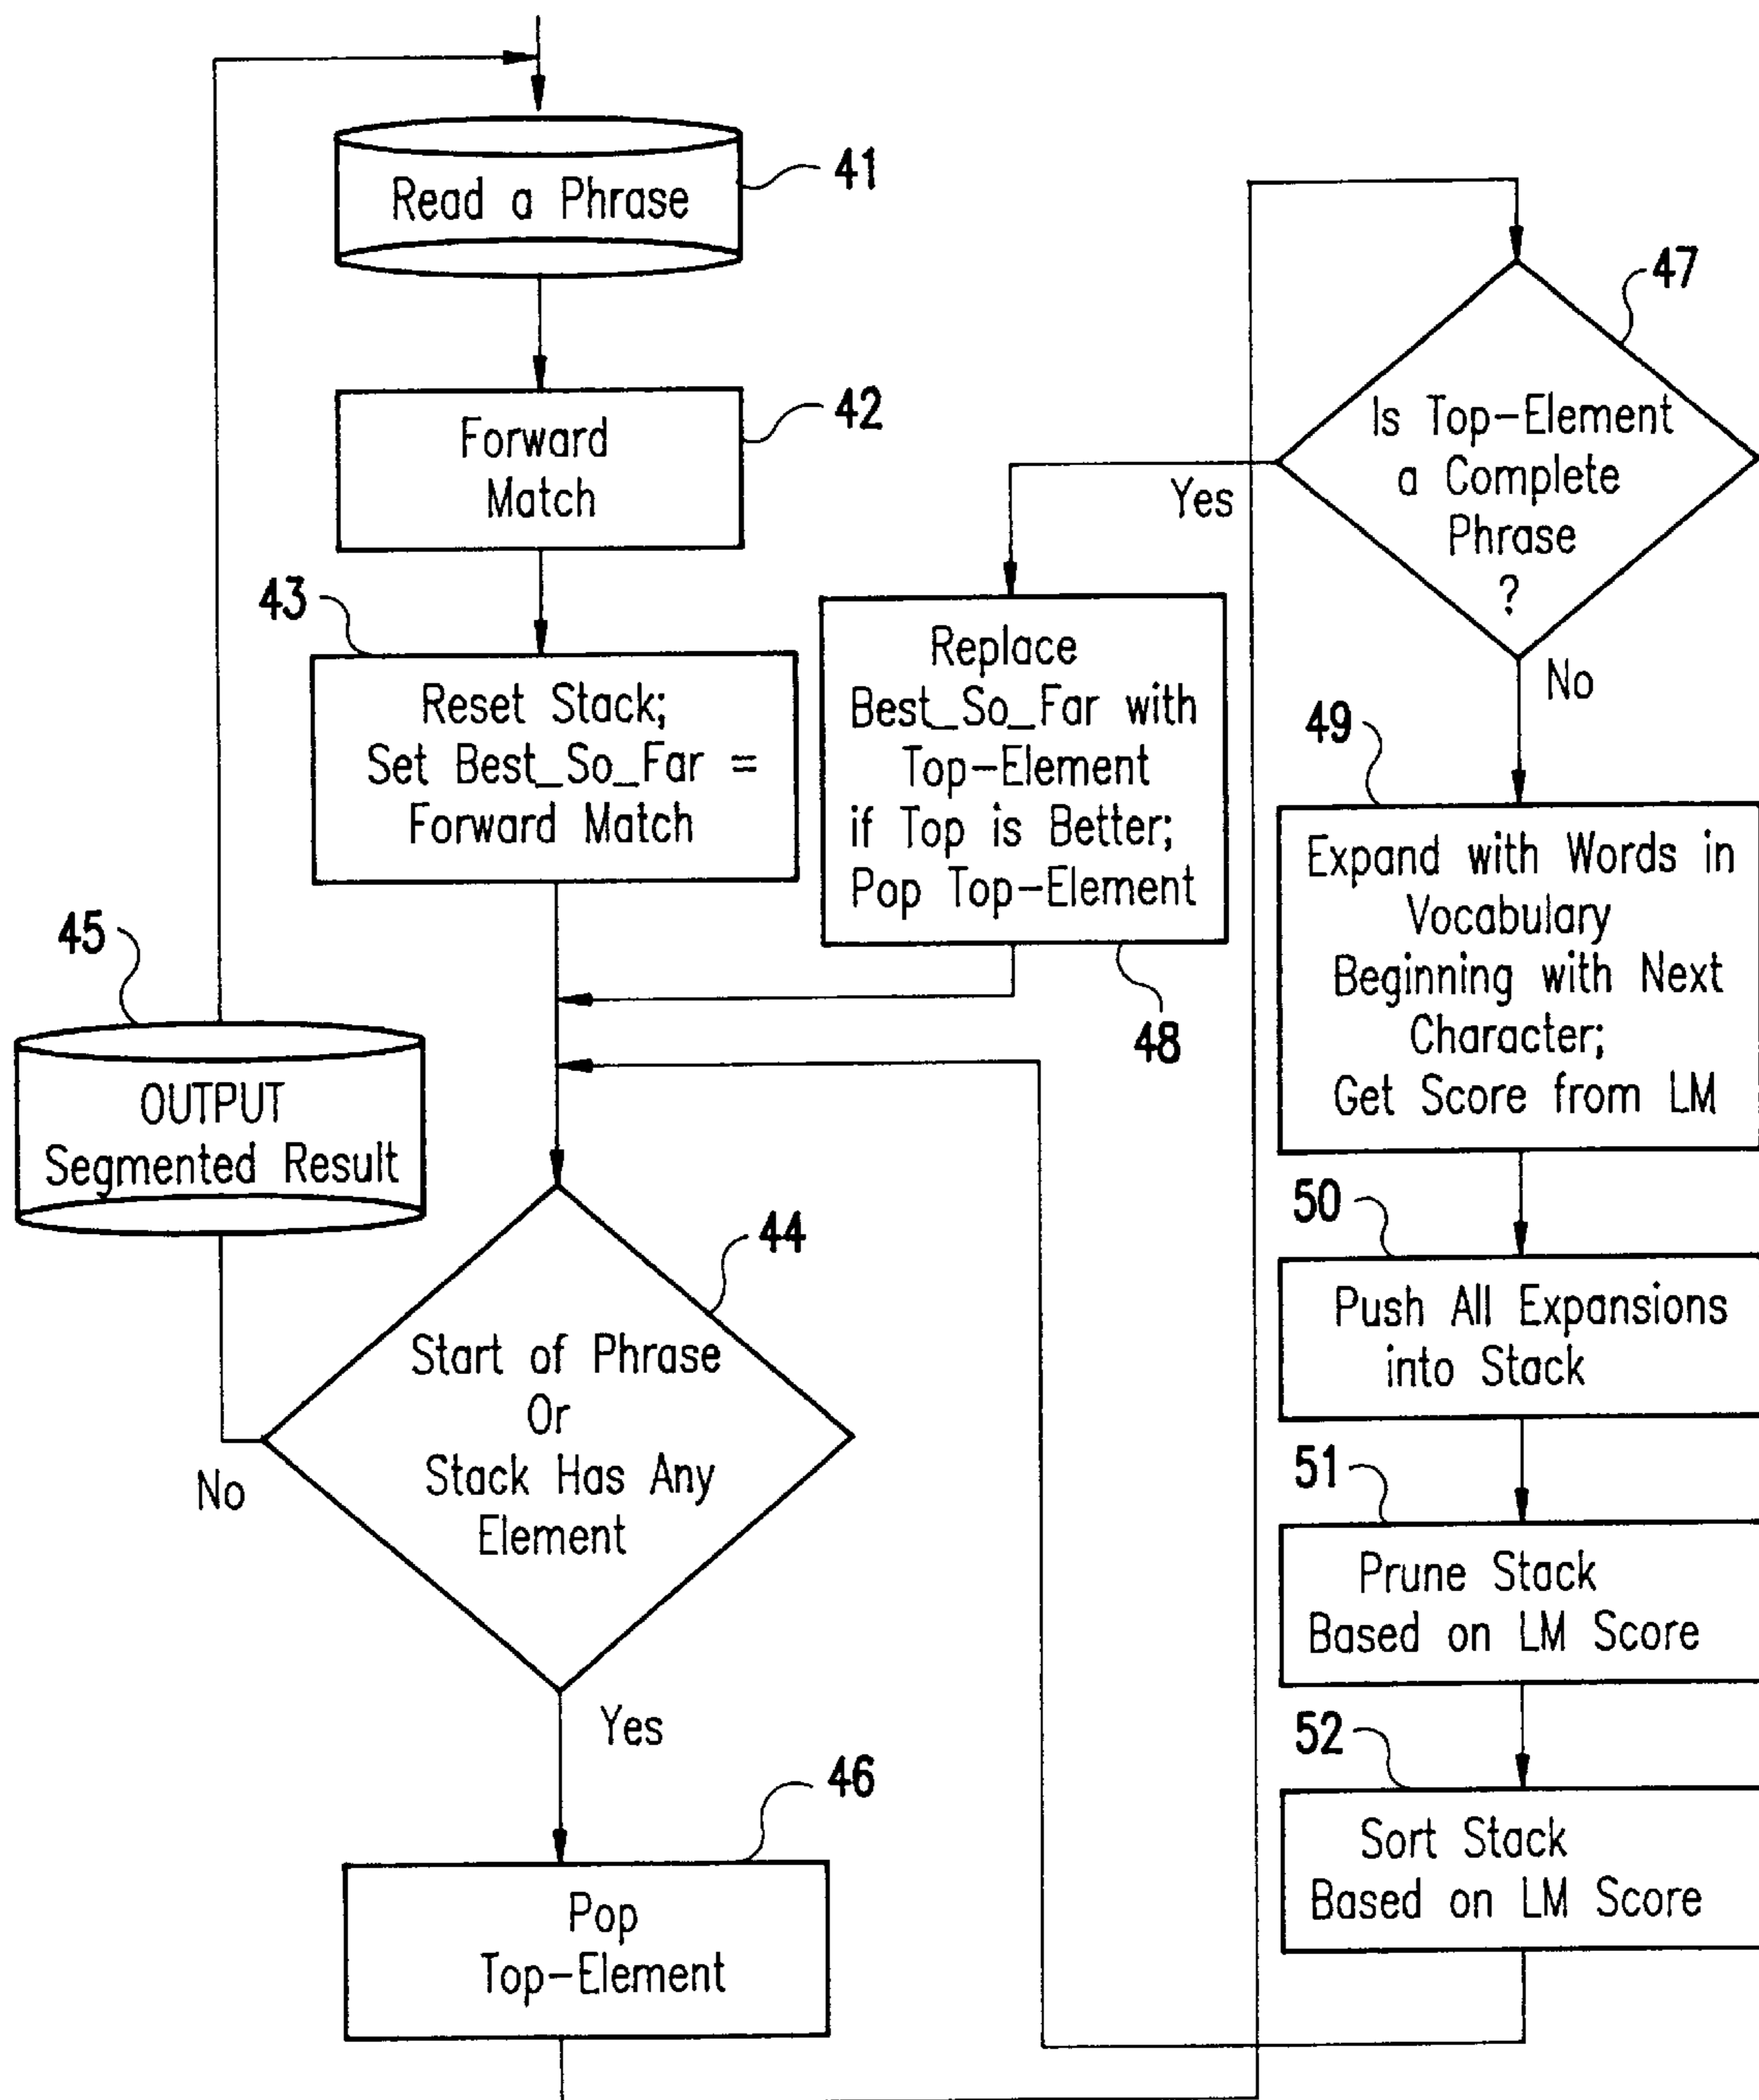 41
Read a Phrase
42
Forward
Match
43
Reset Stack;
Set Best_So_Far =
Forward Match
45
OUTPUT
Segmented Result
44
Start of Phrase
Or
Stack Has Any
Element
No
Yes
46
Pop
Top-Element
47
Is Top-Element
a Complete
Phrase
?
Yes
No
Replace
Best_So_Far with
Top-Element
if Top is Better;
Pop Top-Element
48
49
Expand with Words in
Vocabulary
Beginning with Next
Character;
Get Score from LM
50
Push All Expansions
into Stack
51
Prune Stack
Based on LM Score
52
Sort Stack
Based on LM Score